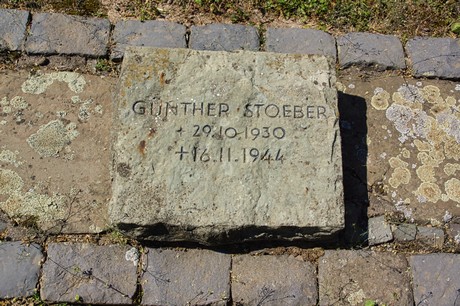 GÜNTHER · STOEBER
+ 29.10.1930
+ 16.11.1944